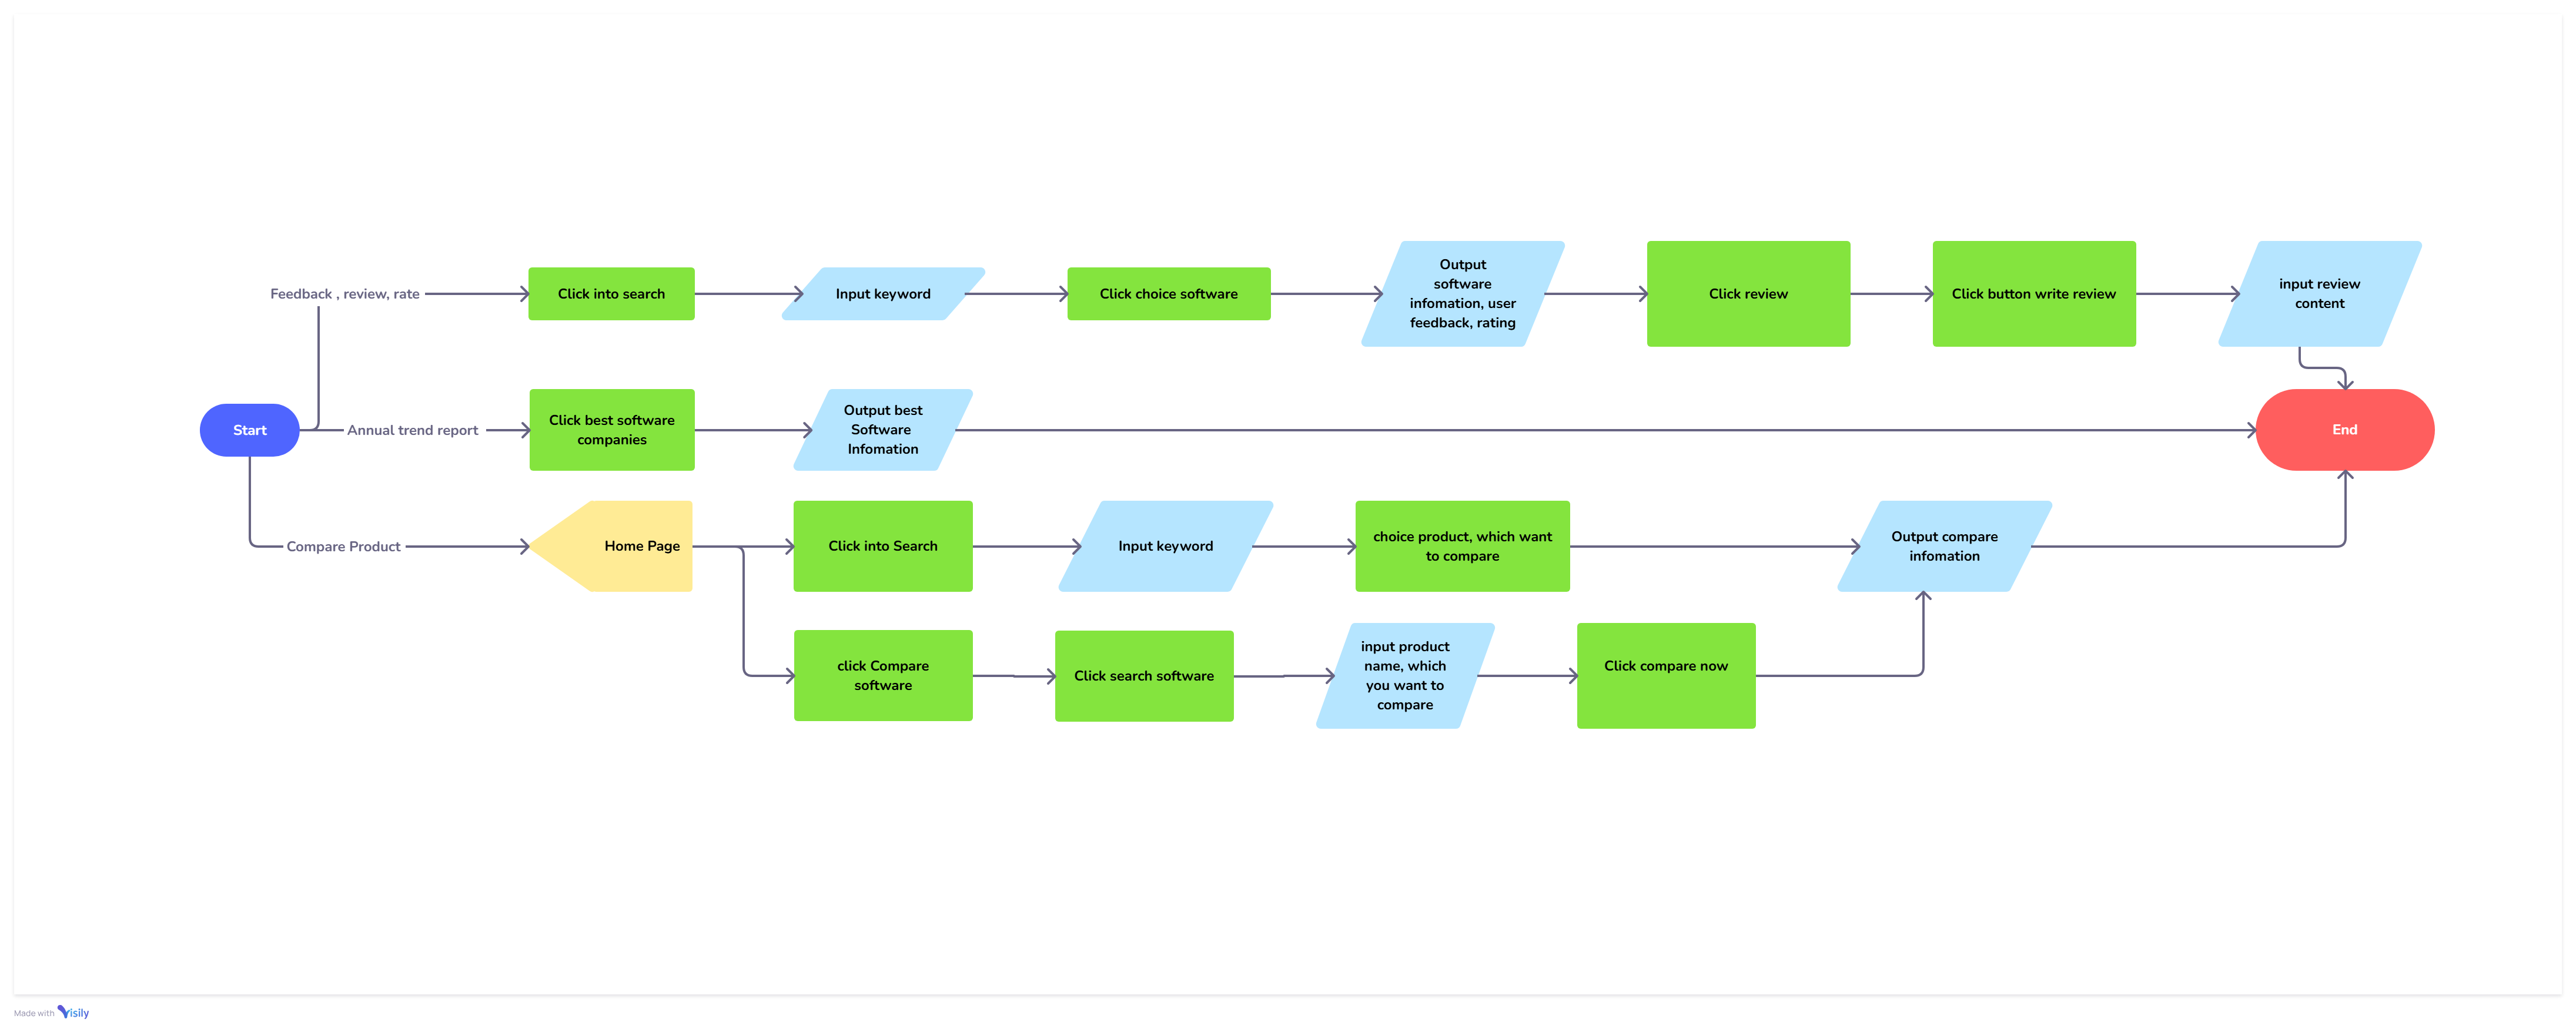 Feedback , review, rate
Click into search
Input keyword
Click choice software
Output
software
infomation, user
feedback, rating
Click review
Click button write review
input review
content
Start
Annual trend report
Click best software
companies
Output best
Software
Infomation
End
Compare Product
Home Page
Click into Search
Input keyword
choice product, which want
to compare
Output compare
infomation
click Compare
software
Click search software
input product
name, which
you want to
compare
Click compare now
Made with Visily